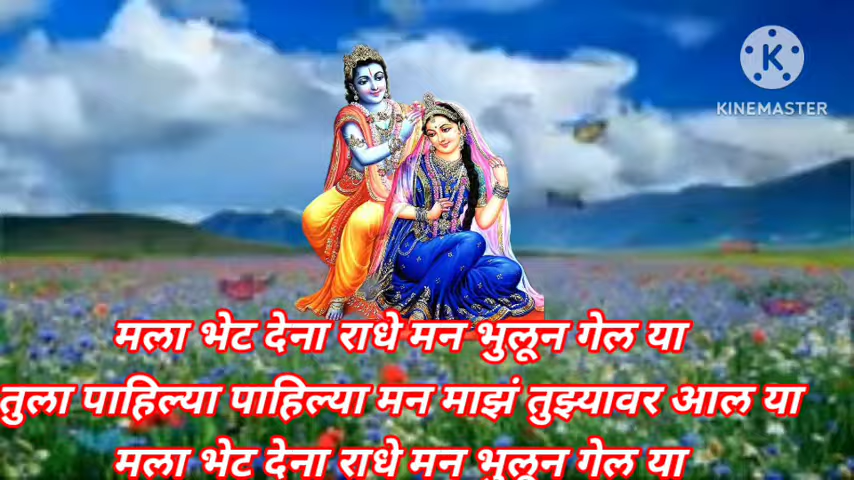 KINEMASTER
मला भेट देना राधे मन भुलून गेल या
तुला पाहिल्या पाहिल्या मन माझं तुझ्यावर आल या
मला भेट देना राधे मन भुलून गेल या